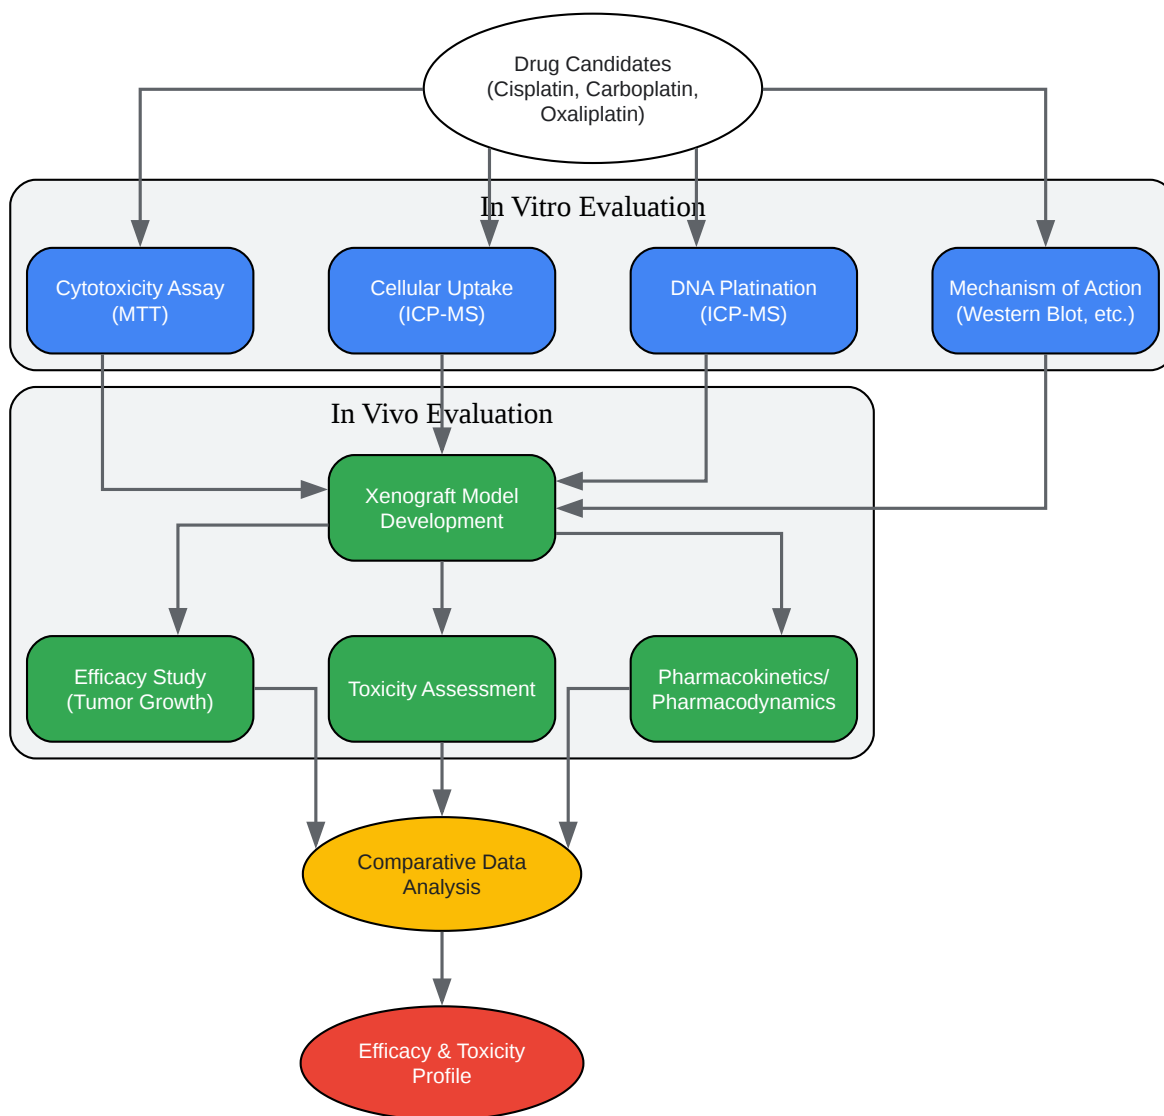 Drug Candidates
(Cisplatin, Carboplatin,
Oxaliplatin)
In Vitro Evaluation
Cytotoxicity Assay
(MTT)
Cellular Uptake
(ICP-MS)
DNA Platination
(ICP-MS)
Mechanism of Action
(Western Blot, etc.)
In Vivo Evaluation
Xenograft Model
Development
Efficacy Study
(Tumor Growth)
Toxicity Assessment
Pharmacokinetics/
Pharmacodynamics
Comparative Data
Analysis
Efficacy & Toxicity
Profile